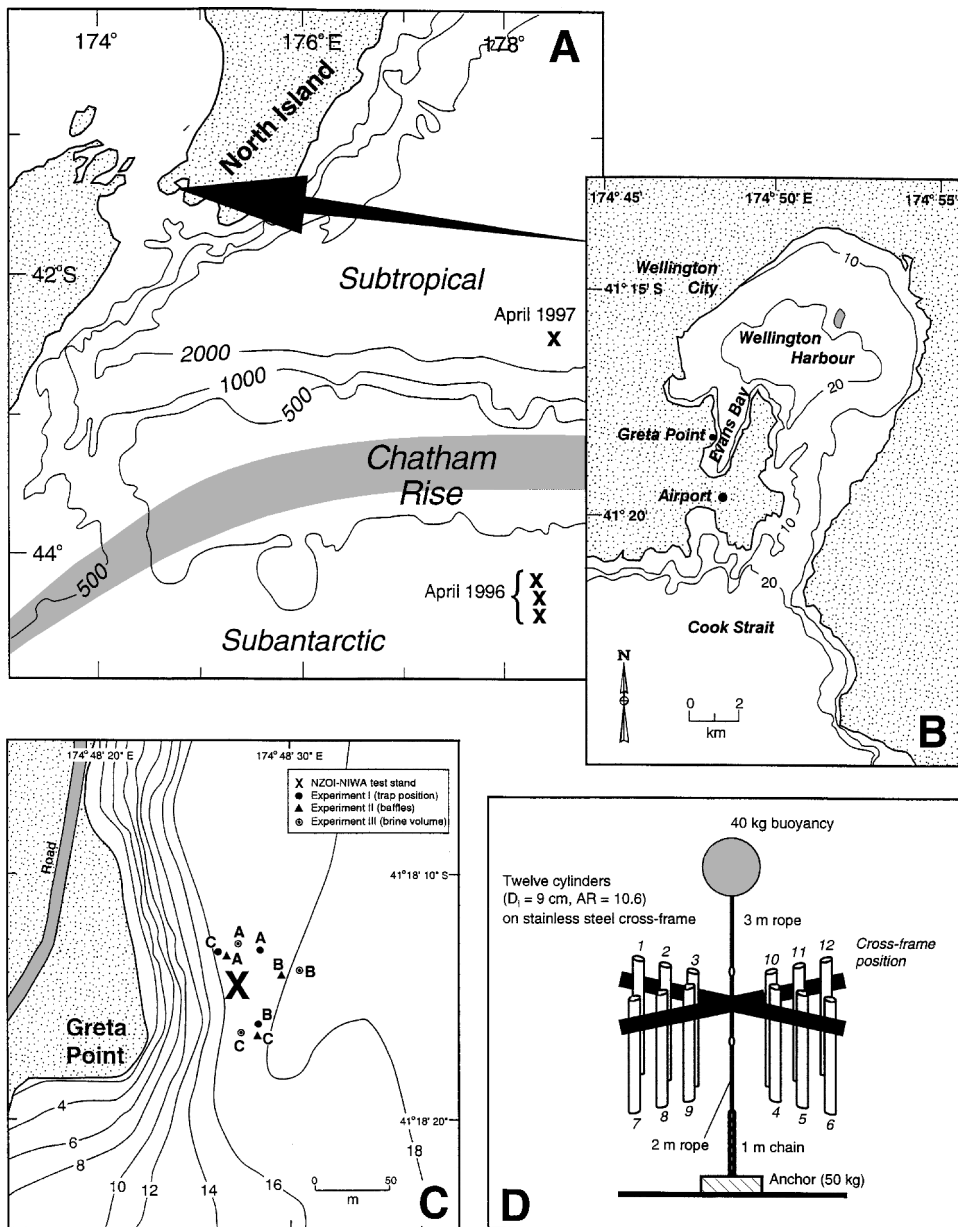 174°
176°E
178°
A
North Island
42°S
Subtropical
April 1997
X
2000
1000
500
Chatham
Rise
44°
500
April 1996
X
X
X
Subantarctic
174°45'
174°50'E
174°55'
Wellington
City
10
41°15' S
Wellington
Harbour
20
Greta Point
Evans Bay
Airport
41° 20'
10
20
Cook Strait
N
0 2
km
B
174° 48' 20" E
174° 48' 30"
X NZOI-NIWA test stand
Experiment I (trap position)
Experiment II (baffles)
Experiment III (brine volume)
Road
41°18' 10" S
A
C
A
A
B
B
X
B
C
C
Greta
Point
4
6
8
10
12
14
16
18
41°18' 20"
0 50
m
C
40 kg buoyancy
Twelve cylinders
(Di = 9 cm, AR = 10.6)
on stainless steel cross-frame
3 m rope
1 2 3 10 11 12
Cross-frame
position
7 8 9 4 5 6
2 m rope
1 m chain
Anchor (50 kg)
D